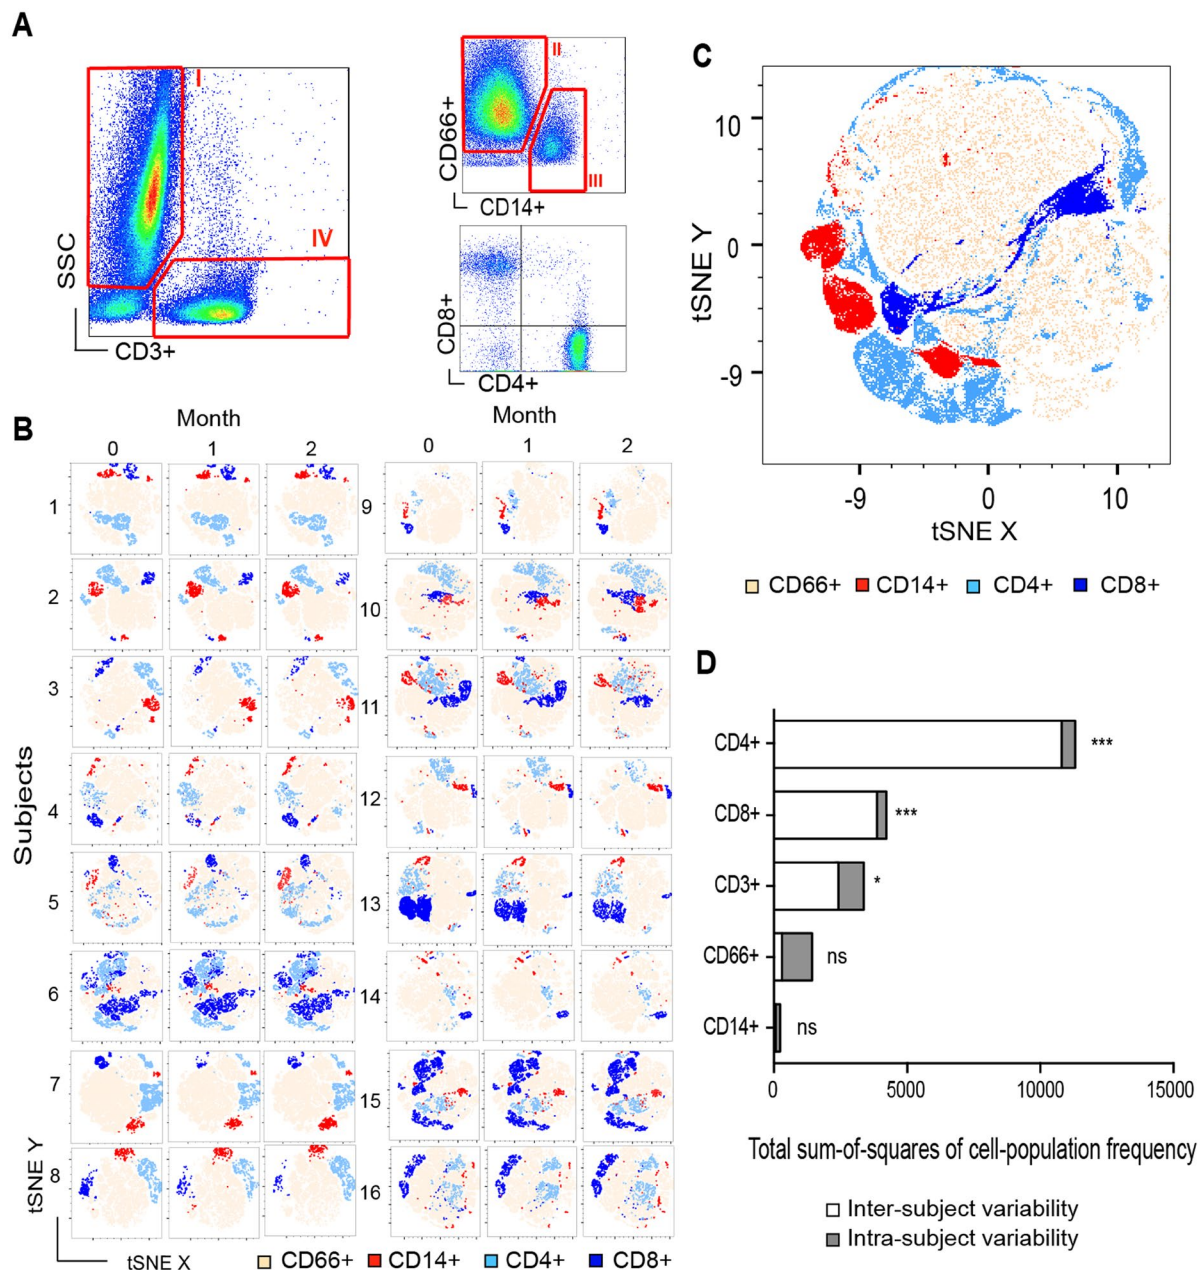 A
I
IV
SSC
CD3+
II
III
CD66+
CD14+
CD8+
CD4+
B
Month
0 1 2
Month
0 1 2
Subjects
1
2
3
4
5
6
7
8
9
10
11
12
13
14
15
16
tSNE Y
tSNE X
CD66+ CD14+ CD4+ CD8+
C
tSNE Y
10
0
-9
-9 0 10
tSNE X
CD66+ CD14+ CD4+ CD8+
D
CD4+ ***
CD8+ ***
CD3+ *
CD66+ ns
CD14+ ns
0 5000 10000 15000
Total sum-of-squares of cell-population frequency
Inter-subject variability
Intra-subject variability